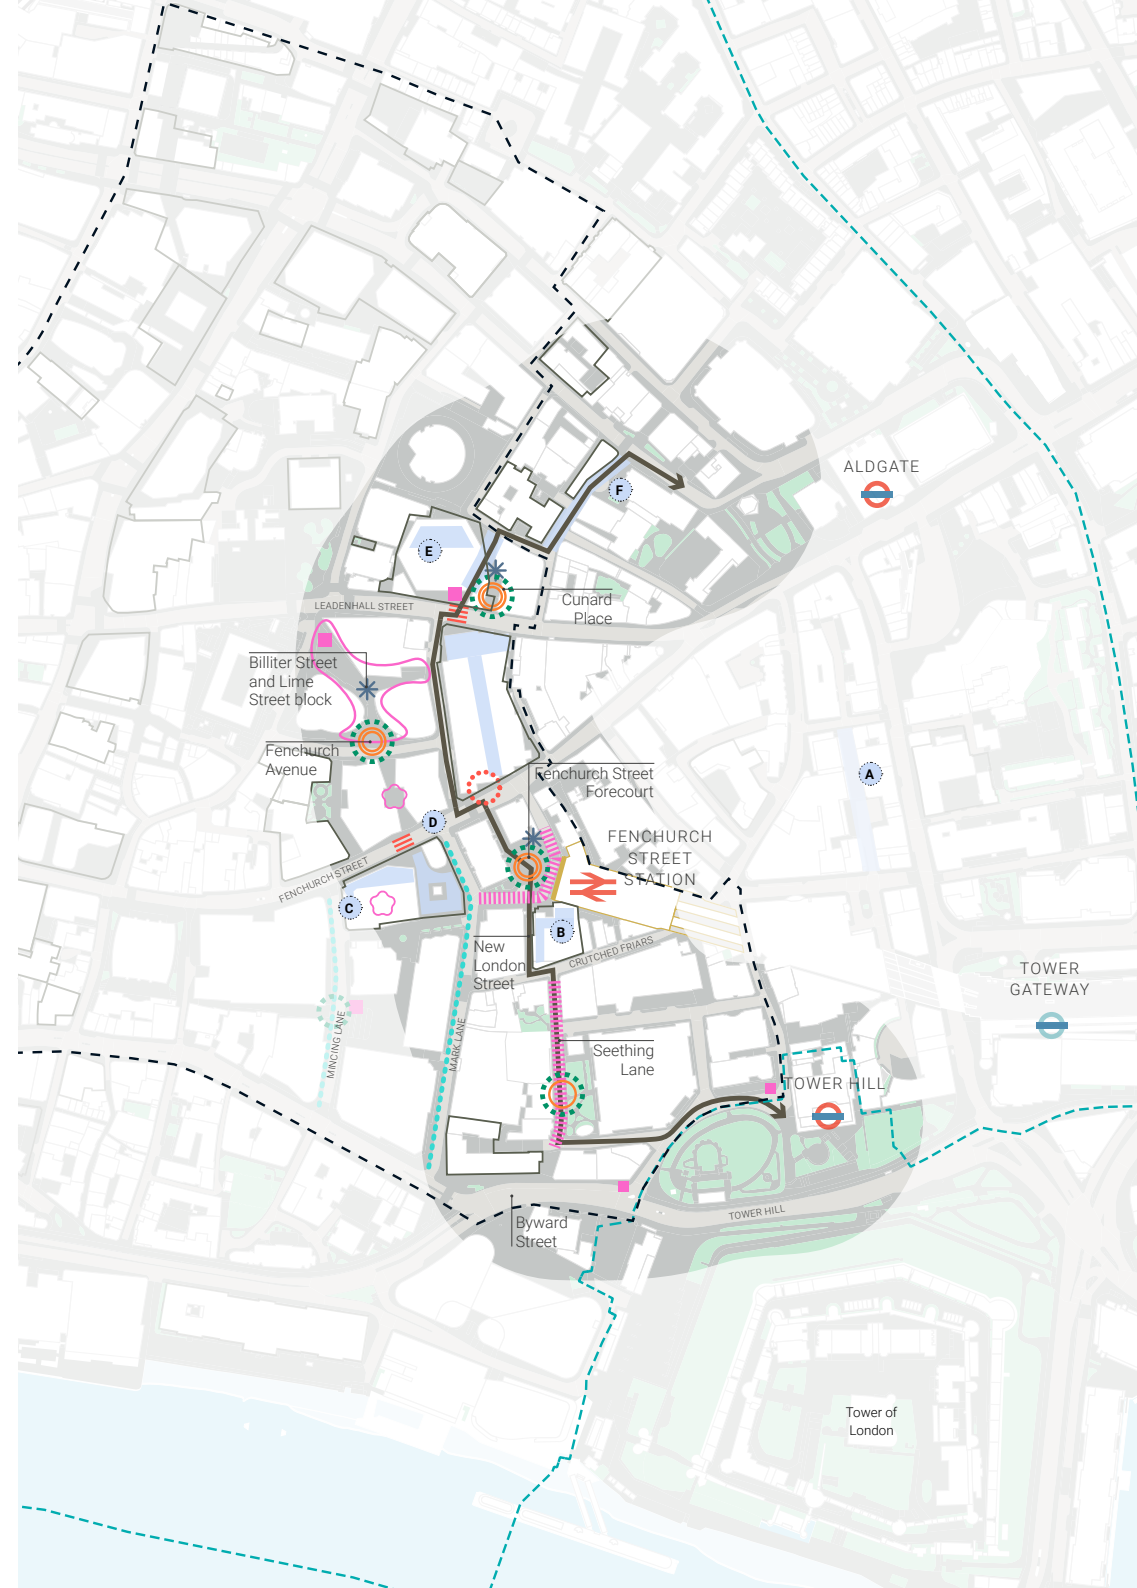 ALDGATE
F
E
LEADENHALL STREET
Cunard
Place
Billiter Street
and Lime
Street block
Fenchurch
Avenue
Fenchurch Street
Forecourt
A
D
FENCHURCH
STREET
STATION
FENCHURCH STREET
C
B
New
London
Street
CRUTCHED FRIARS
TOWER
GATEWAY
MINCING LANE
MARK LANE
Seething
Lane
TOWER HILL
TOWER HILL
Byward
Street
Tower of
London